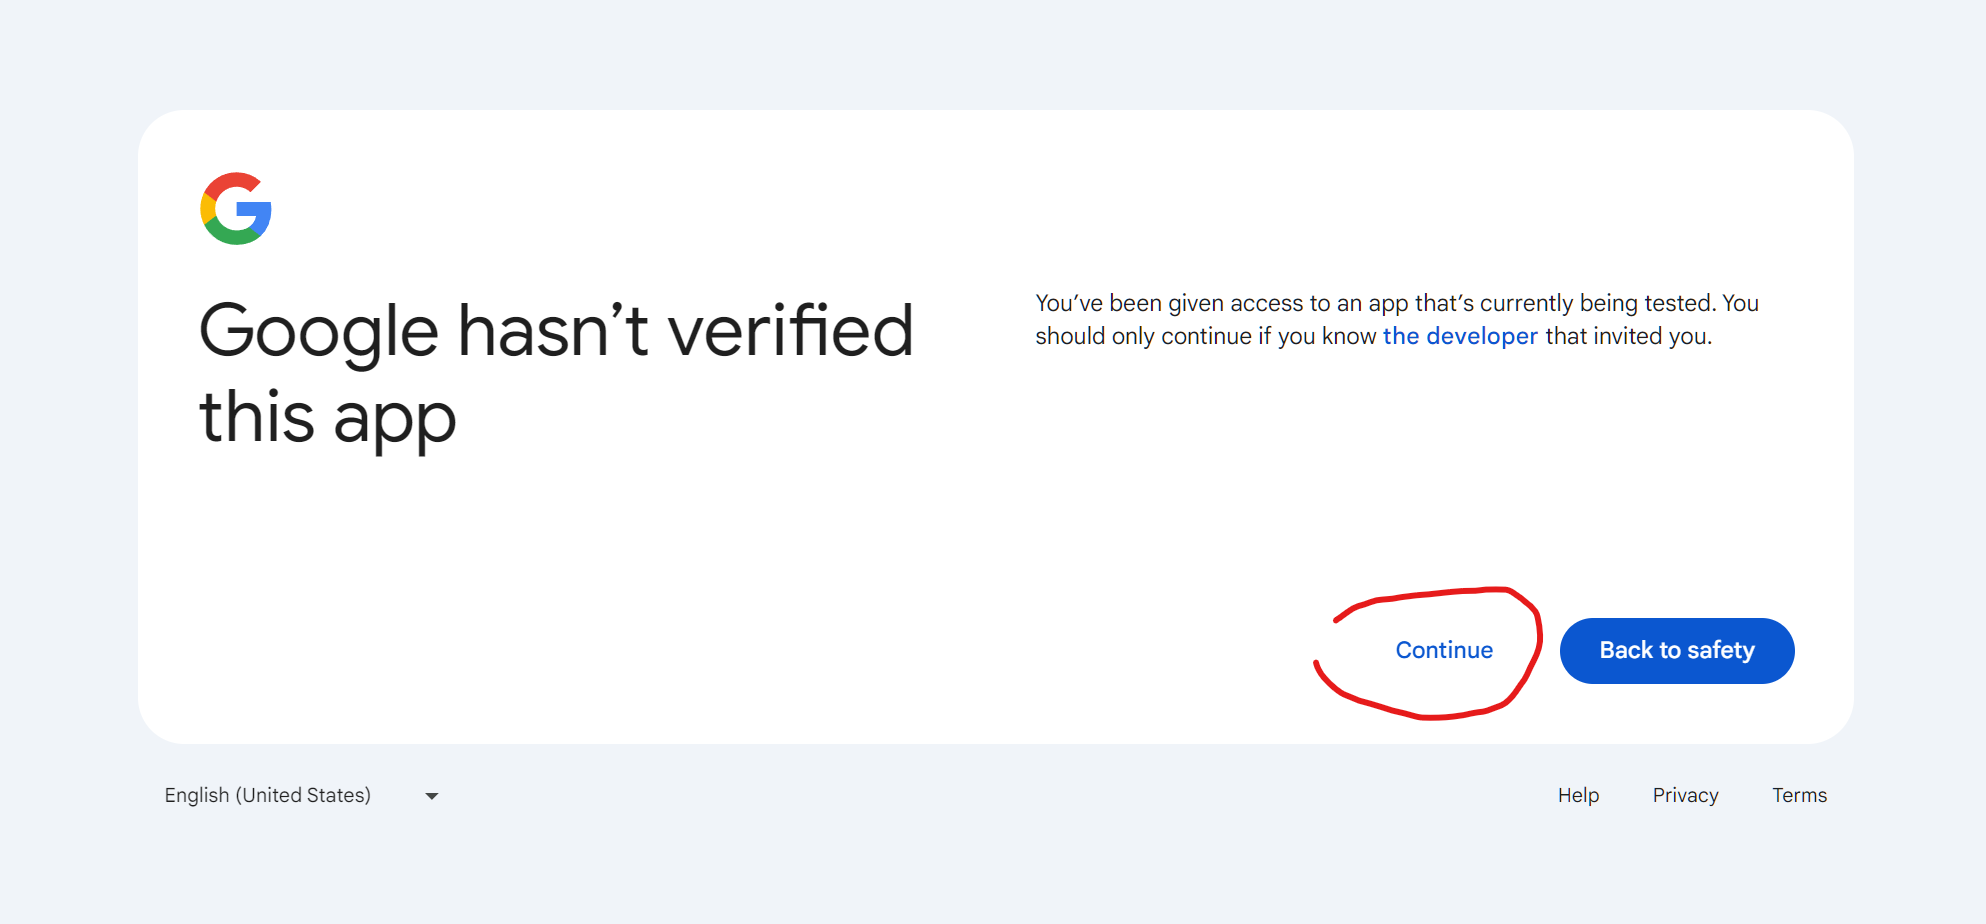 Google hasn’t verified
this app
You’ve been given access to an app that’s currently being tested. You
should only continue if you know the developer that invited you.
Continue
Back to safety
English (United States)
Help
Privacy
Terms